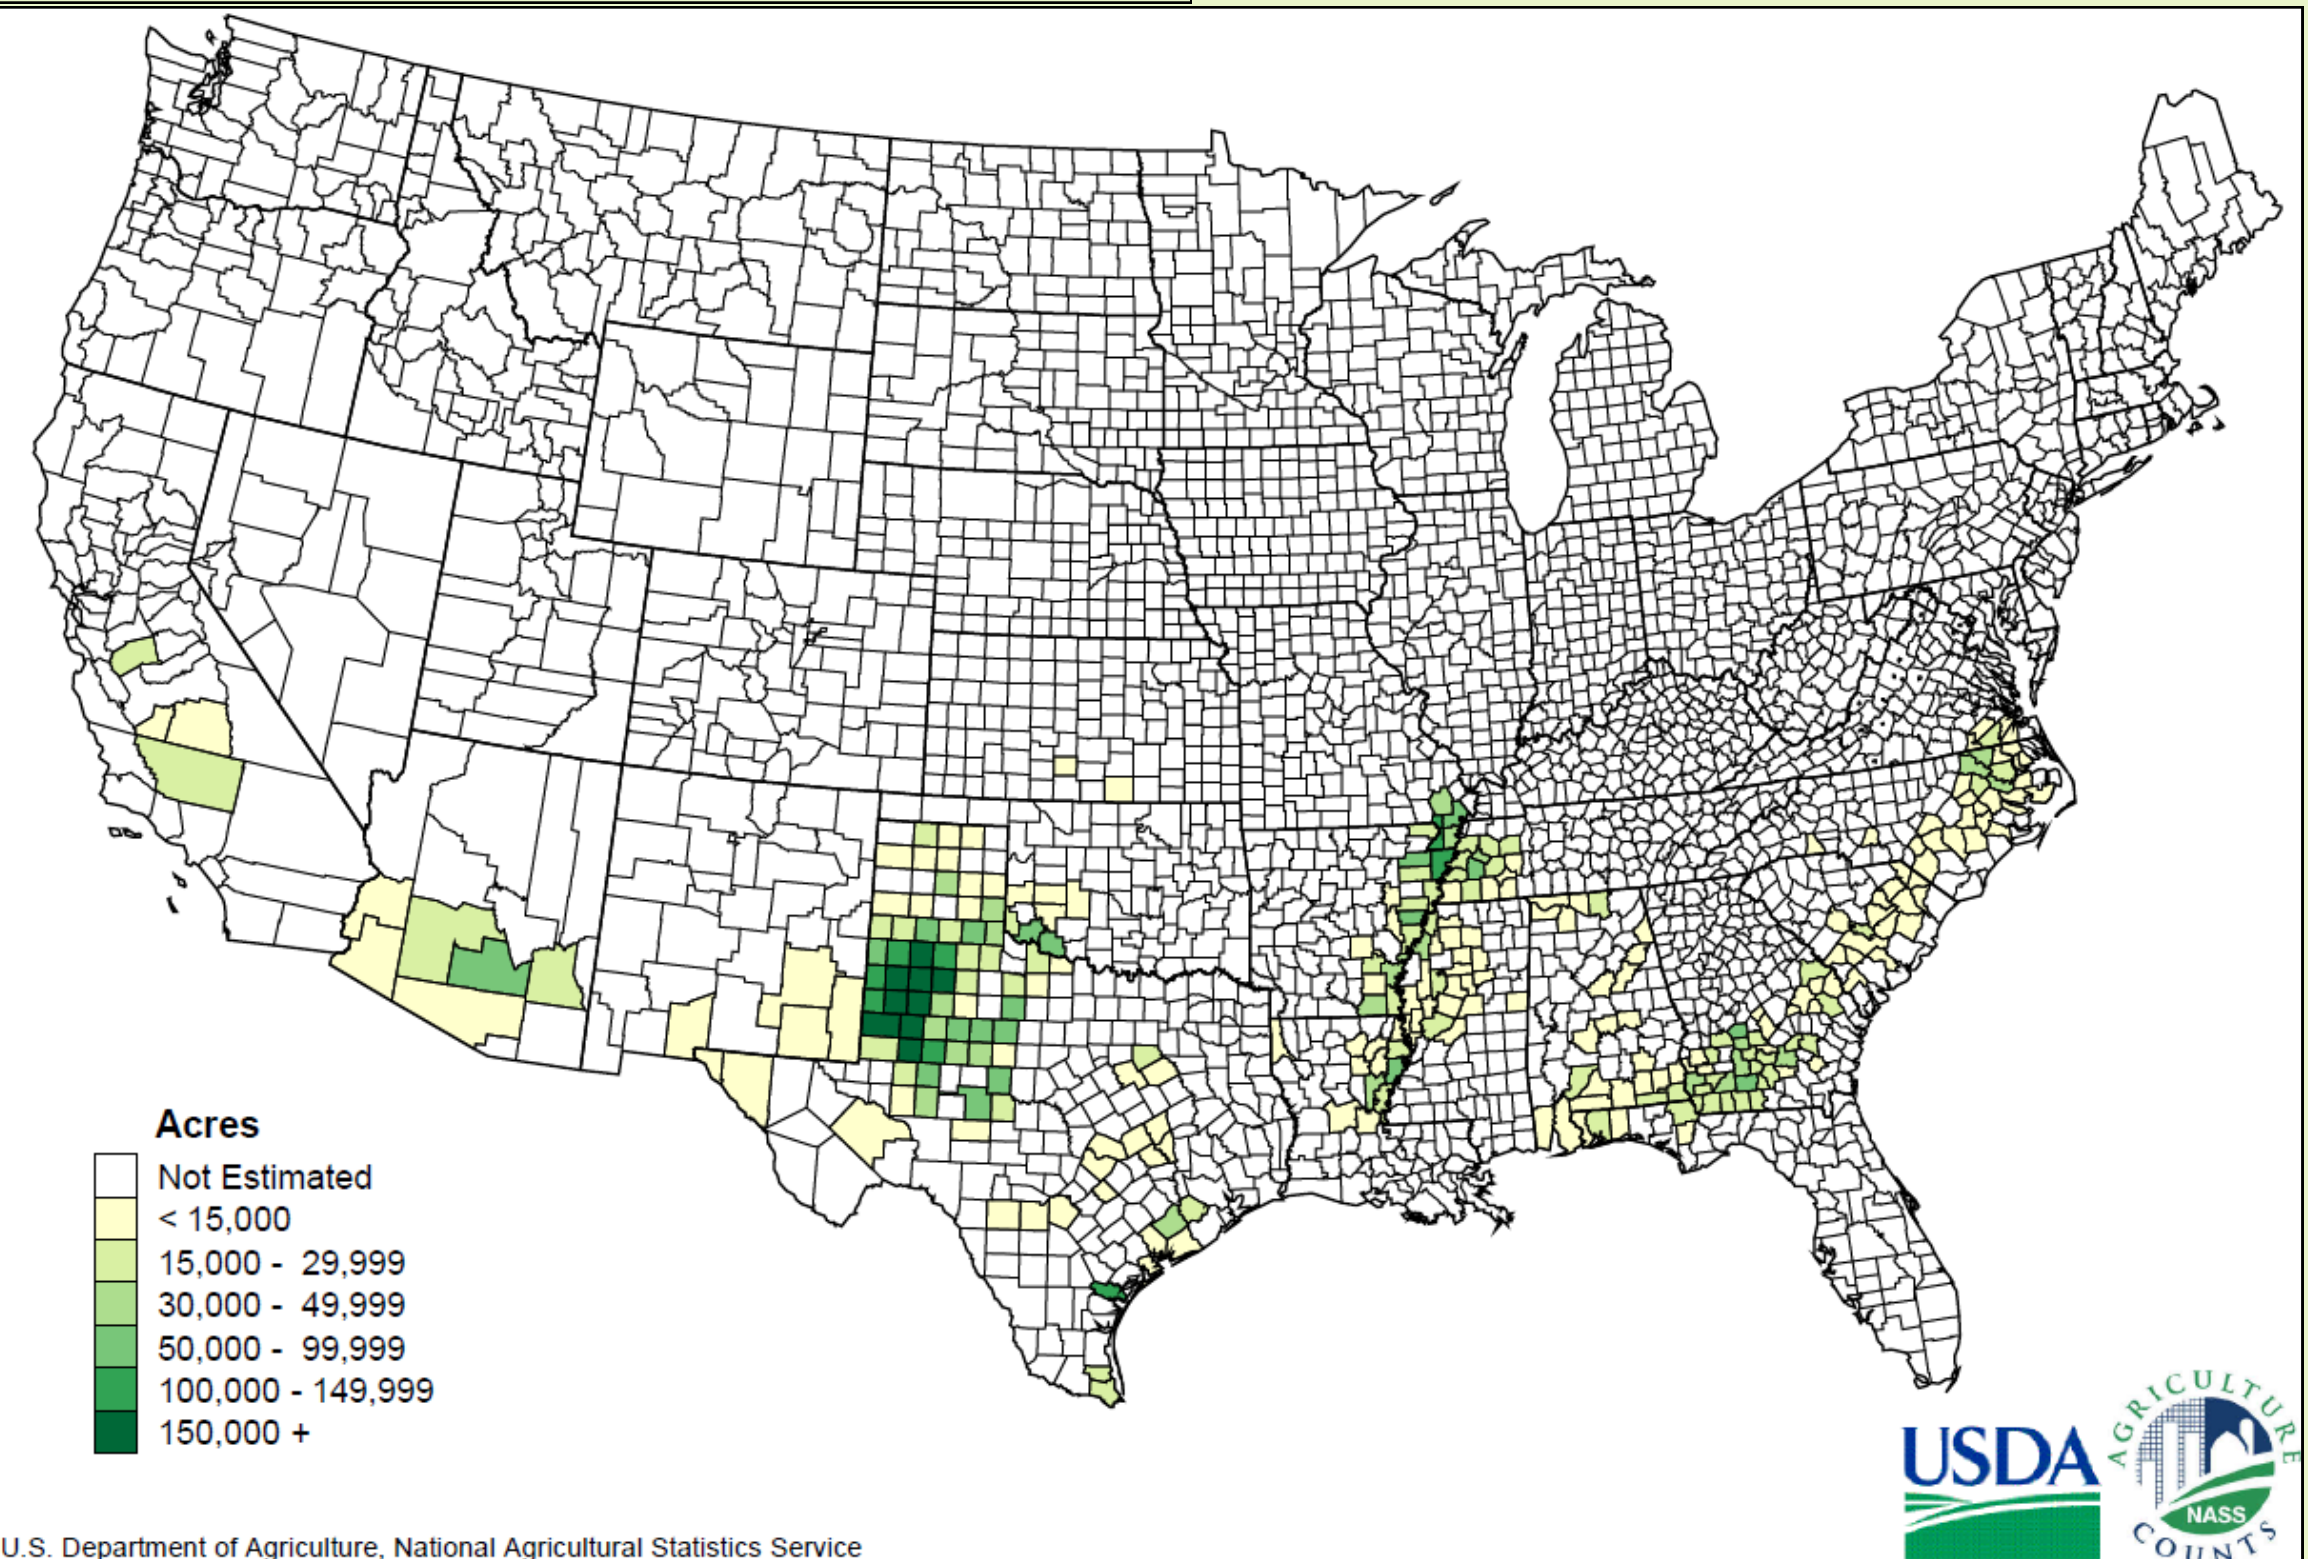 Acres
Not Estimated
< 15,000
15,000 - 29,999
30,000 - 49,999
50,000 - 99,999
100,000 - 149,999
150,000 +
USDA
AGRICULTURE
NASS
COUNTS
U.S. Department of Agriculture, National Agricultural Statistics Service